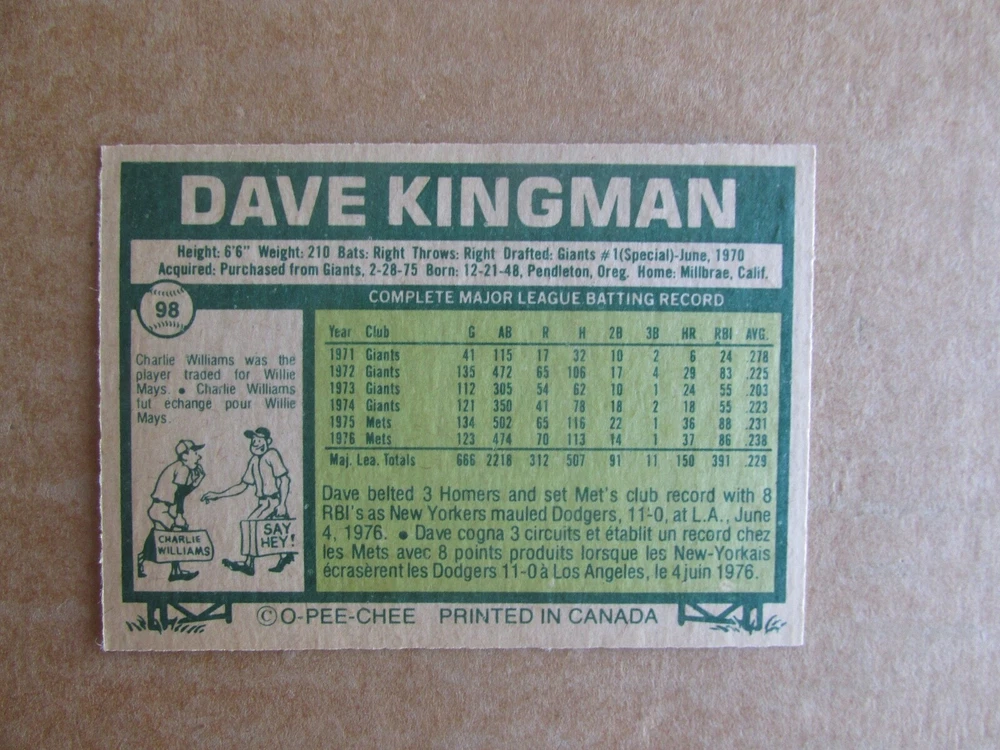 DAVE KINGMAN
Height: 6'6" Weight: 210 Bats: Right Throws: Right Drafted: Giants #1(Special)-June, 1970
Acquired: Purchased from Giants, 2-28-75 Born: 12-21-48, Pendleton, Oreg. Home: Millbrae, Calif.
98
COMPLETE MAJOR LEAGUE BATTING RECORD
Year Club G AB R H 2B 3B HR RBI AVG.
1971 Giants 41 115 17 32 10 2 6 24 .278
1972 Giants 135 472 65 106 17 4 29 83 .225
1973 Giants 112 305 54 62 10 1 24 55 .203
1974 Giants 121 350 41 78 18 2 18 55 .223
1975 Mets 134 502 65 116 22 1 36 88 .231
1976 Mets 123 474 70 113 14 1 37 86 .238
Maj. Lea. Totals 666 2218 312 507 91 11 150 391 .229
Charlie Williams was the
player traded for Willie
Mays. • Charlie Williams
fut echange pour Willie
Mays.
CHARLIE
WILLIAMS
SAY
HEY!
Dave belted 3 Homers and set Met's club record with 8
RBI's as New Yorkers mauled Dodgers, 11-0, at L.A., June
4, 1976. • Dave cogna 3 circuits et établit un record chez
les Mets avec 8 points produits lorsque les New-Yorkais
écrasèrent les Dodgers 11-0 à Los Angeles, le 4 juin 1976.
©O-PEE-CHEE PRINTED IN CANADA